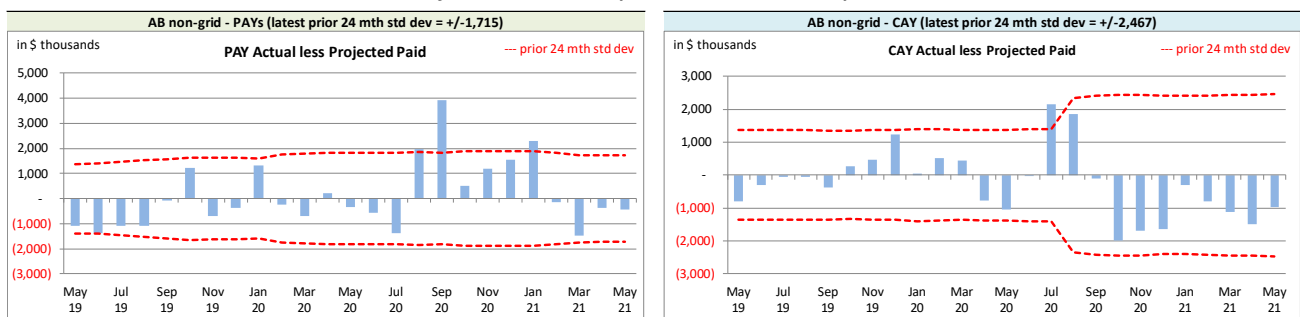 AB non-grid - PAYs (latest prior 24 mth std dev = +/-1,715)
in $ thousands
PAY Actual less Projected Paid
--- prior 24 mth std dev
5,000
4,000
3,000
2,000
1,000
-
(1,000)
(2,000)
(3,000)
May 19 Jul 19 Sep 19 Nov 19 Jan 20 Mar 20 May 20 Jul 20 Sep 20 Nov 20 Jan 21 Mar 21 May 21
AB non-grid - CAY (latest prior 24 mth std dev = +/-2,467)
in $ thousands
CAY Actual less Projected Paid
--- prior 24 mth std dev
3,000
2,000
1,000
-
(1,000)
(2,000)
(3,000)
May 19 Jul 19 Sep 19 Nov 19 Jan 20 Mar 20 May 20 Jul 20 Sep 20 Nov 20 Jan 21 Mar 21 May 21